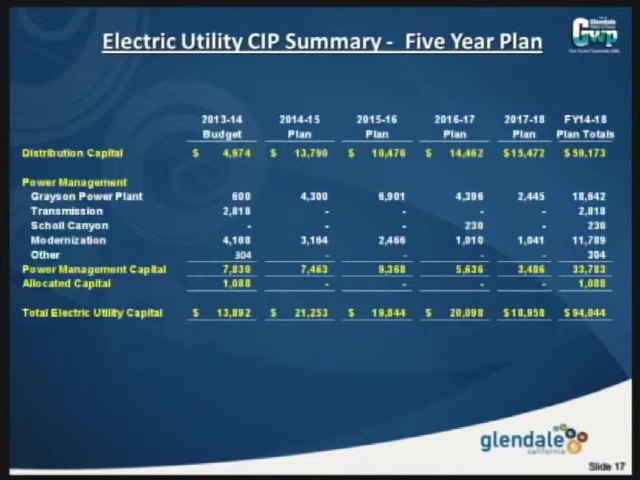 Electric Utility CIP Summary - Five Year Plan
Glendale
GWP
2013-14 2014-15 2015-16 2016-17 2017-18 FY14-18
Budget Plan Plan Plan Plan Plan Totals
Distribution Capital $ 4,974 $ 13,790 $ 10,476 $ 14,462 $15,472 $59,173
Power Management
Grayson Power Plant 600 4,300 6,901 4,396 2,445 18,642
Transmission 2,818 - - - - 2,818
Scholl Canyon - - - 230 - 230
Modernization 4,108 3,164 2,466 1,010 1,041 11,789
Other 304 - - - - 304
Power Management Capital 7,830 7,463 9,368 5,636 3,486 33,783
Allocated Capital 1,088 - - - - 1,088
Total Electric Utility Capital $ 13,892 $ 21,253 $ 19,844 $ 20,098 $18,958 $94,044
glendale
california
Slide 17